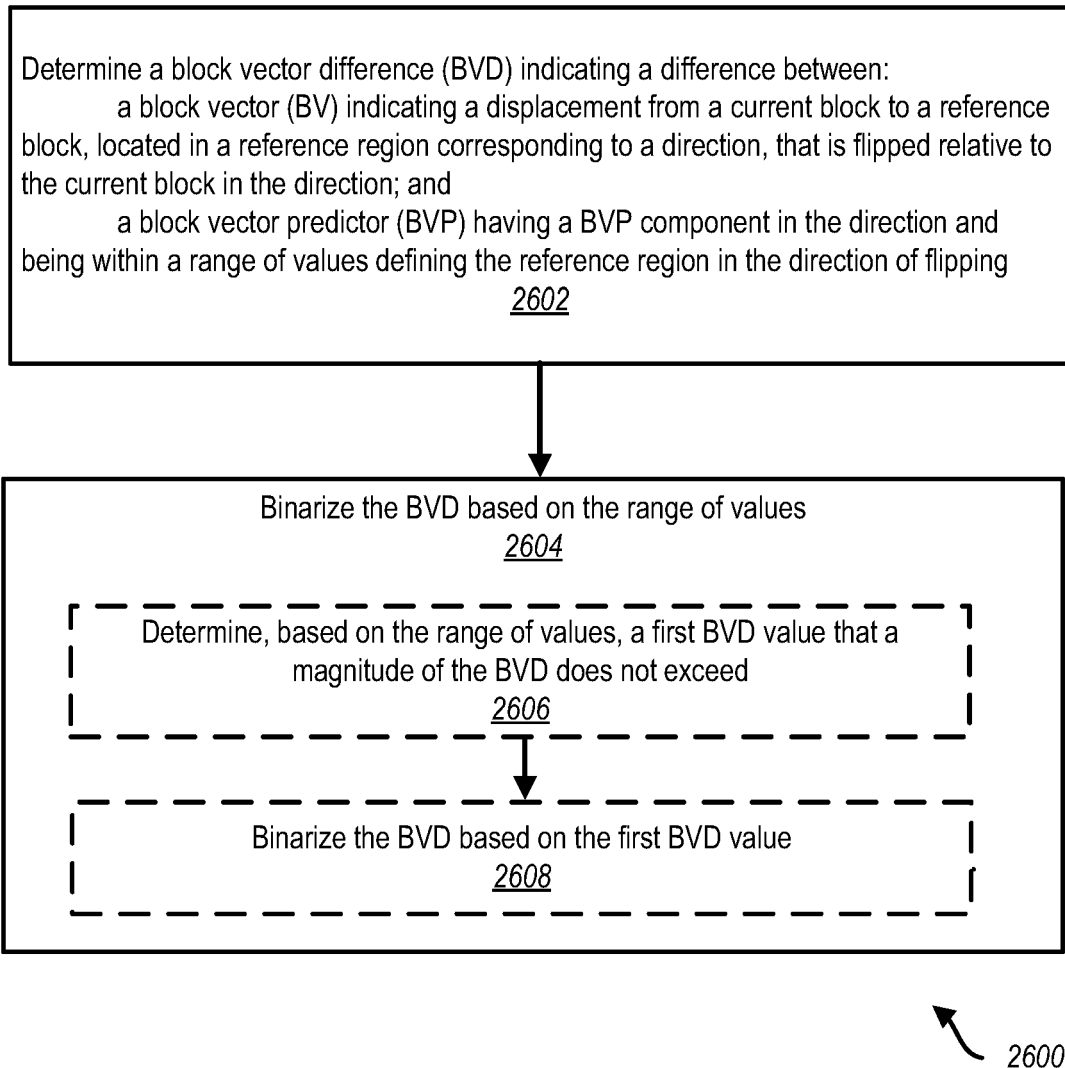 Determine a block vector difference (BVD) indicating a difference between:
a block vector (BV) indicating a displacement from a current block to a reference
block, located in a reference region corresponding to a direction, that is flipped relative to
the current block in the direction; and
a block vector predictor (BVP) having a BVP component in the direction and
being within a range of values defining the reference region in the direction of flipping
2602
Binarize the BVD based on the range of values
2604
Determine, based on the range of values, a first BVD value that a
magnitude of the BVD does not exceed
2606
Binarize the BVD based on the first BVD value
2608
2600